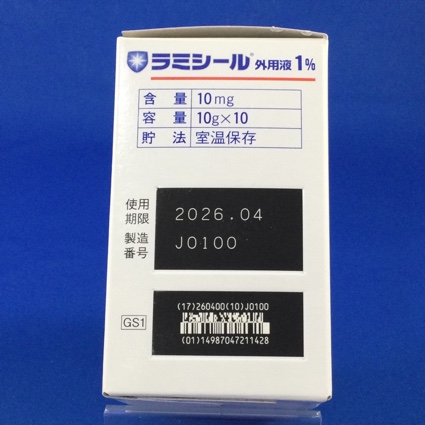 ラミシール® 外用液 1%
含量 10mg
容量 10g×10
貯法 室温保存
使用期限 2026.04
製造番号 J0100
(17)260400(10)J0100
GS1
(01)14987047211428